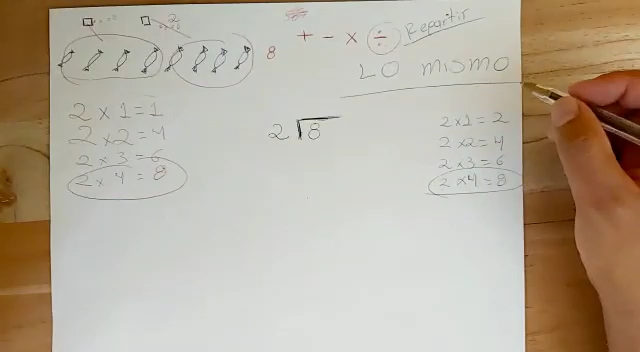 2
8
+ - x ÷ Repartir
LO mismo
2 x 1 = 1
2 x 2 = 4
2 x 3 = 6
2 x 4 = 8
2 8
2 x 1 = 2
2 x 2 = 4
2 x 3 = 6
2 x 4 = 8